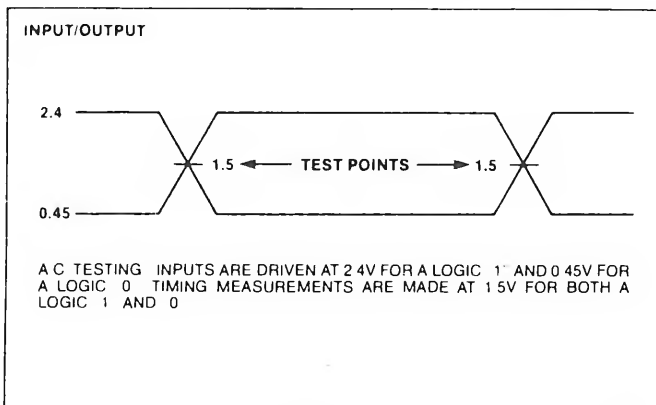 INPUT/OUTPUT
2.4
1.5 TEST POINTS 1.5
0.45
A C TESTING INPUTS ARE DRIVEN AT 2 4V FOR A LOGIC 1 AND 0 45V FOR
A LOGIC 0 TIMING MEASUREMENTS ARE MADE AT 1 5V FOR BOTH A
LOGIC 1 AND 0